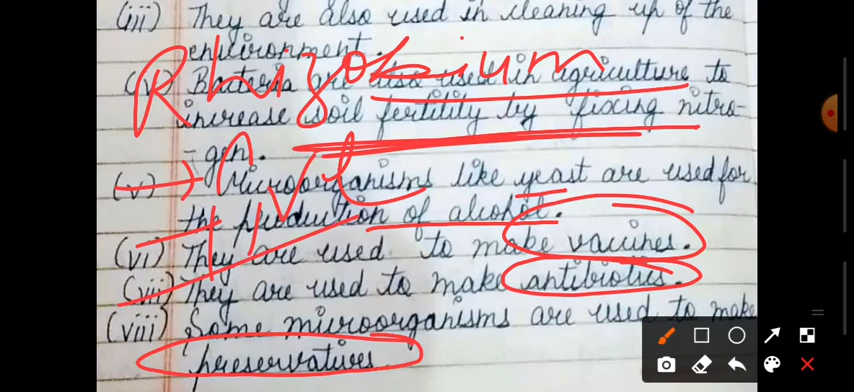 (iii) They are also used in cleaning up of the
environment.
Rhizobium
(iv) Bacteria are also used in agriculture to
increase soil fertility by fixing nitro-
-gen.
(v) Microorganisms like yeast are used for
the production of alcohol.
(vi) They are used to make vaccines.
(vii) They are used to make antibiotics.
(viii) Some microorganisms are used to make
preservatives.